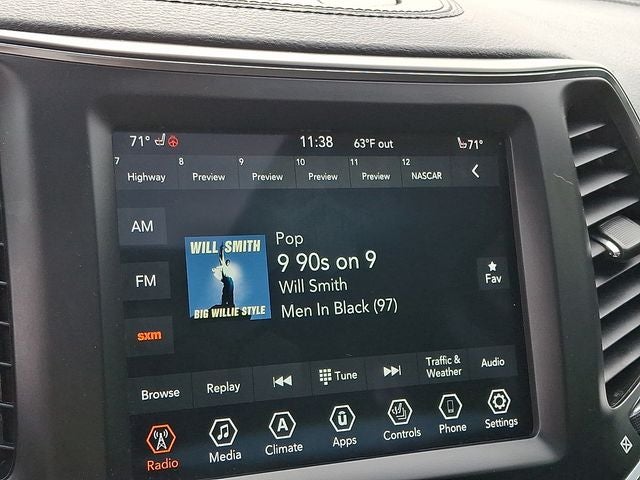 71° 11:38 63°F out 71°
7 8 9 10 11 12
Highway Preview Preview Preview Preview NASCAR
AM
FM
sxm
WILL SMITH
BIG WILLIE STYLE
Pop
9 90s on 9
Will Smith
Men In Black (97)
Fav
Browse Replay Tune Traffic & Weather Audio
Radio Media A Climate û Apps Controls Phone Settings